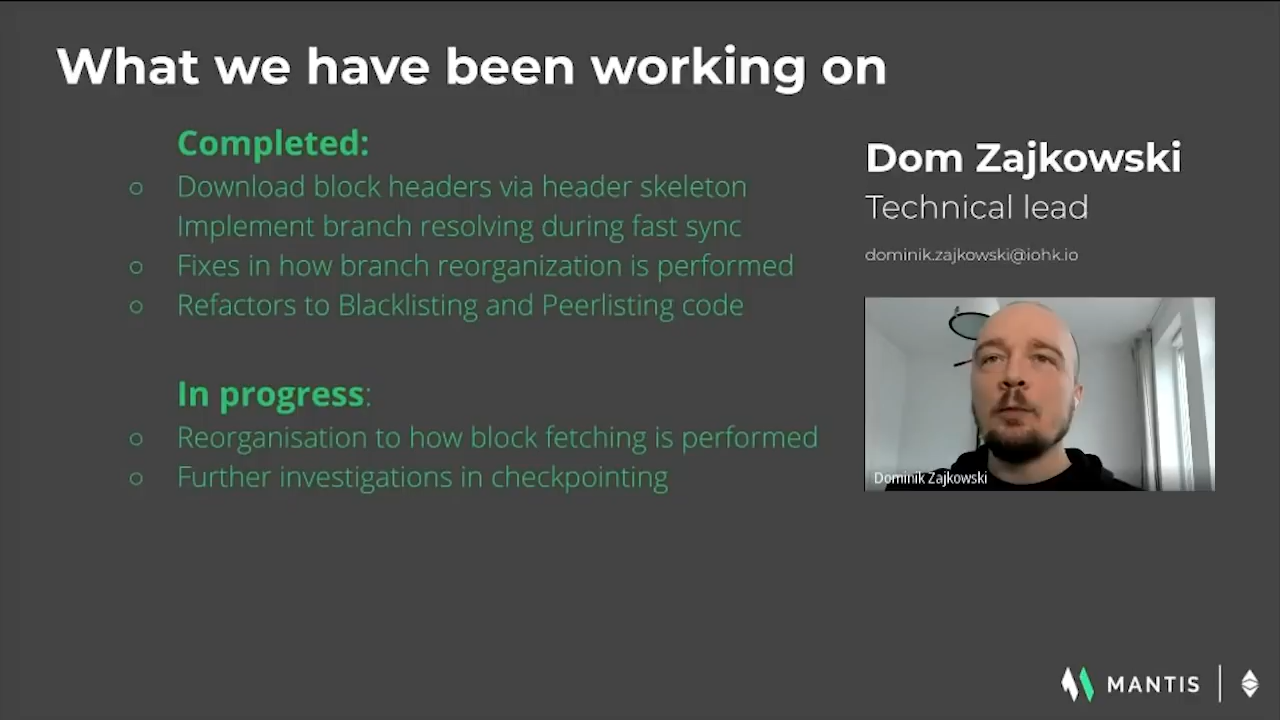 What we have been working on
Completed:
○ Download block headers via header skeleton
Implement branch resolving during fast sync
○ Fixes in how branch reorganization is performed
○ Refactors to Blacklisting and Peerlisting code
In progress:
○ Reorganisation to how block fetching is performed
○ Further investigations in checkpointing
Dom Zajkowski
Technical lead
dominik.zajkowski@iohk.io
Dominik Zajkowski
MANTIS